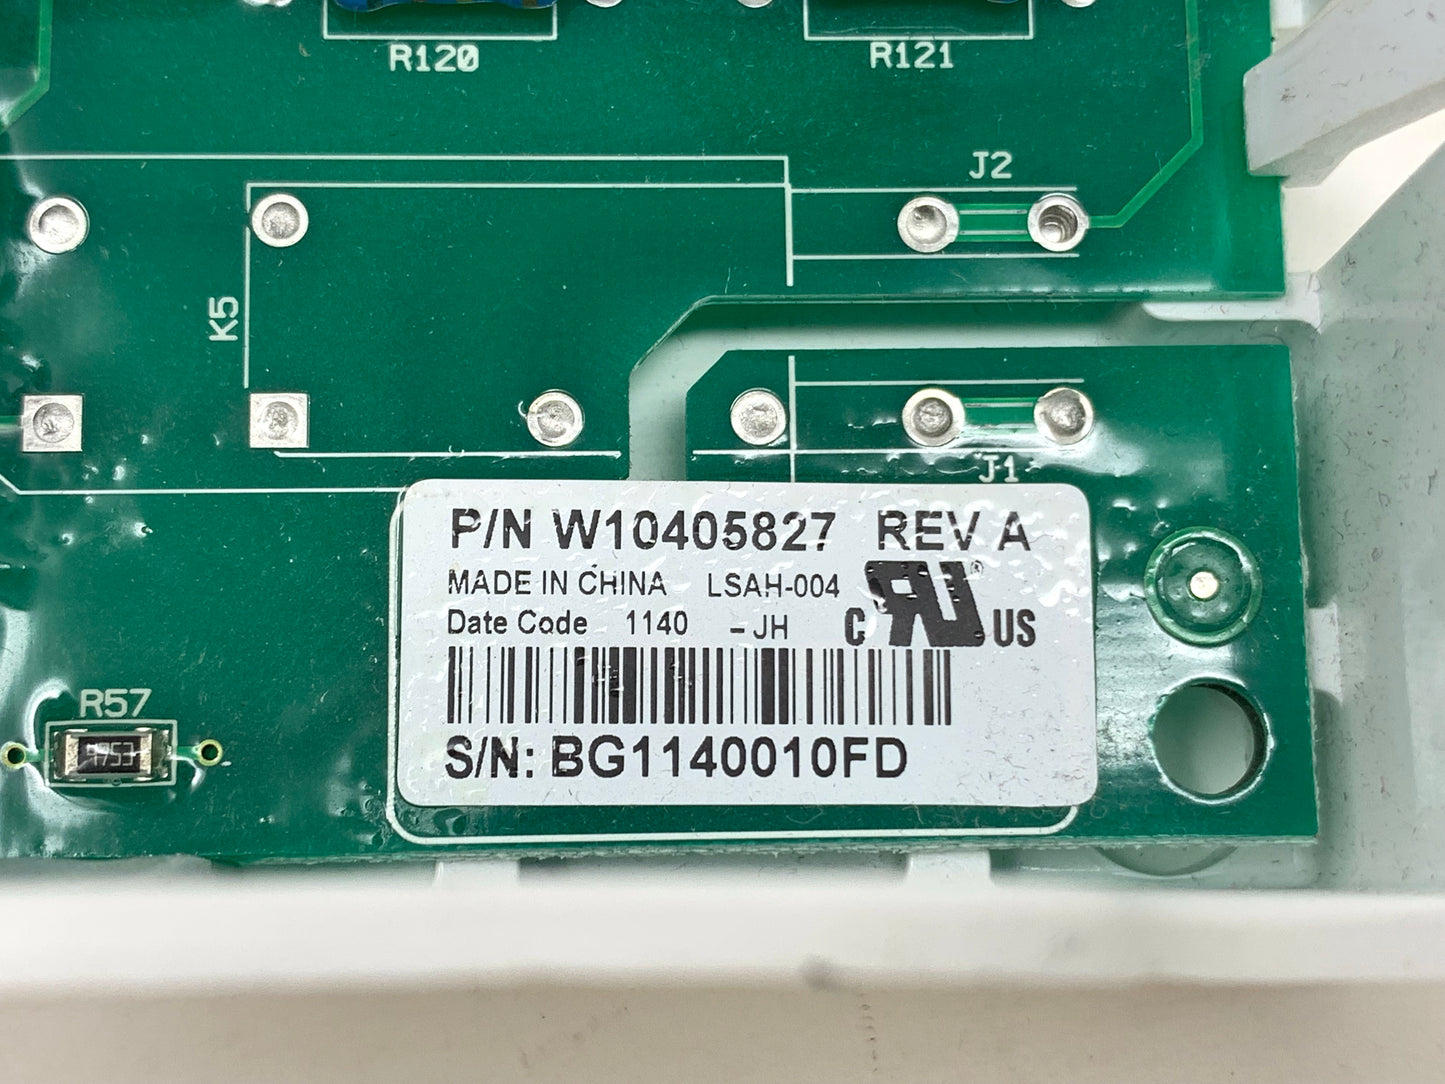 R120
R121
J2
K5
J1
P/N W10405827 REV A
MADE IN CHINA LSAH-004
Date Code 1140 -JH
C RU ® US
S/N: BG1140010FD
R57